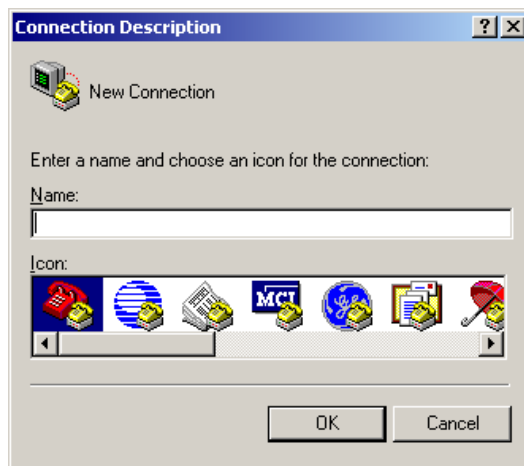 Connection Description
New Connection
Enter a name and choose an icon for the connection:
Name:
Icon:
MCI
OK
Cancel